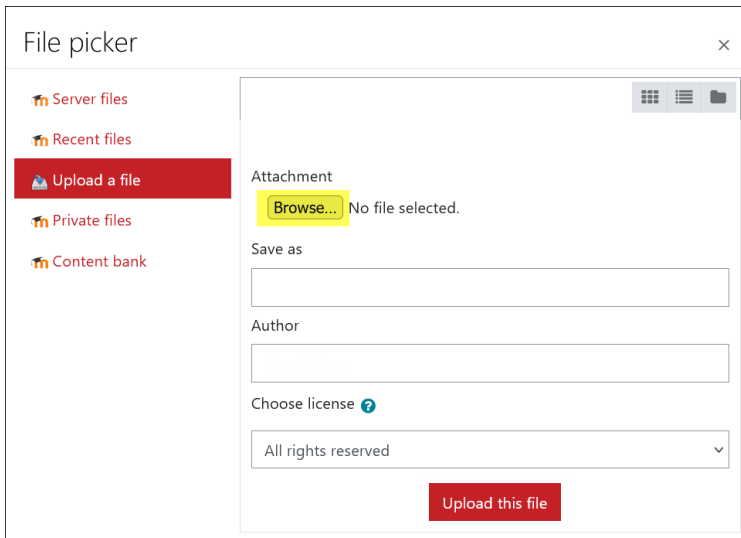 File picker
×
Server files
Recent files
Upload a file
Private files
Content bank
Attachment
Browse... No file selected.
Save as
Author
Choose license ?
All rights reserved
Upload this file